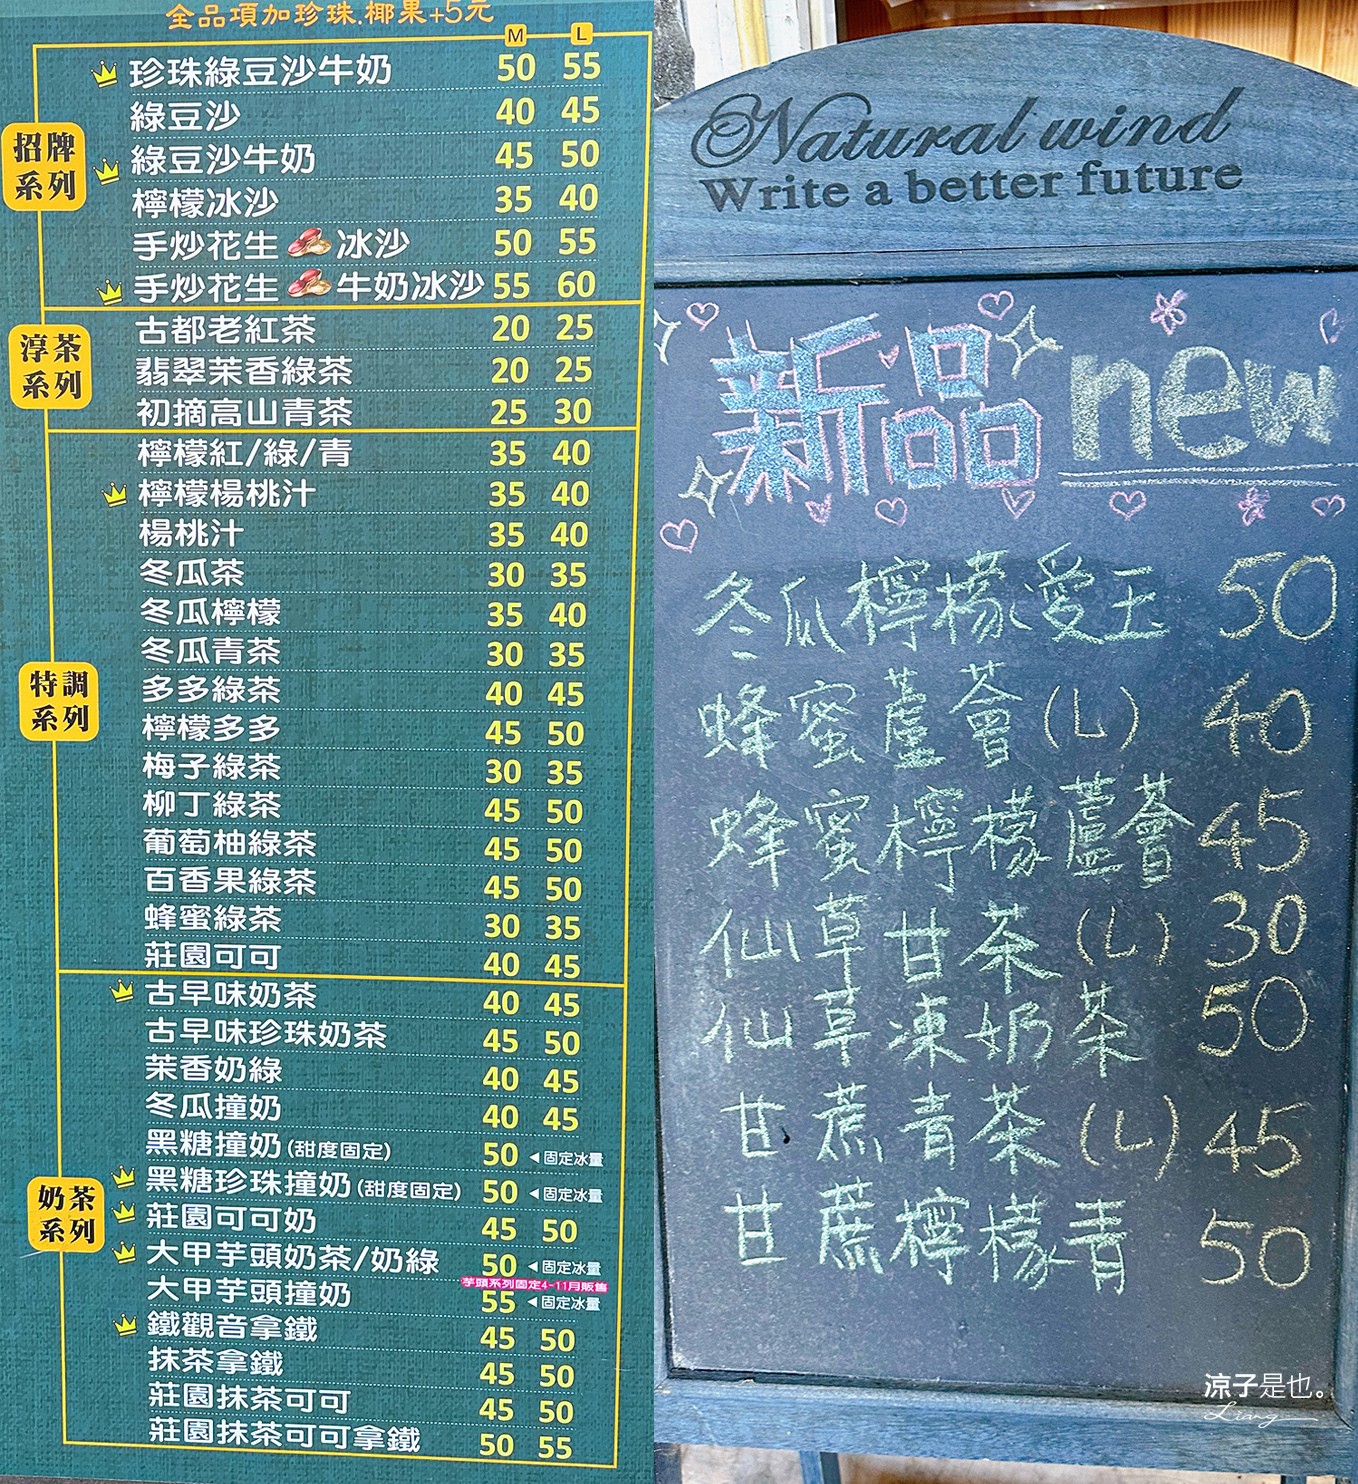 全品項加珍珠.椰果+5元
M L
招牌系列
珍珠綠豆沙牛奶 50 55
綠豆沙 40 45
綠豆沙牛奶 45 50
檸檬冰沙 35 40
手炒花生冰沙 50 55
手炒花生牛奶冰沙 55 60
淳茶系列
古都老紅茶 20 25
翡翠茉香綠茶 20 25
初摘高山青茶 25 30
特調系列
檸檬紅/綠/青 35 40
檸檬楊桃汁 35 40
楊桃汁 35 40
冬瓜茶 30 35
冬瓜檸檬 35 40
冬瓜青茶 30 35
多多綠茶 40 45
檸檬多多 45 50
梅子綠茶 30 35
柳丁綠茶 45 50
葡萄柚綠茶 45 50
百香果綠茶 45 50
蜂蜜綠茶 30 35
莊園可可 40 45
奶茶系列
古早味奶茶 40 45
古早味珍珠奶茶 45 50
茉香奶綠 40 45
冬瓜撞奶 40 45
黑糖撞奶(甜度固定) 50 ◀固定冰量
黑糖珍珠撞奶(甜度固定) 50 ◀固定冰量
莊園可可奶 45 50
大甲芋頭奶茶/奶綠 50 ◀固定冰量
芋頭系列固定4-11月販售
大甲芋頭撞奶 55 ◀固定冰量
鐵觀音拿鐵 45 50
抹茶拿鐵 45 50
莊園抹茶可可 45 50
莊園抹茶可可拿鐵 50 55
Natural wind
Write a better future
新品 new
冬瓜檸檬愛玉 50
蜂蜜蘆薈(L) 40
蜂蜜檸檬蘆薈 45
仙草甘茶(L) 30
仙草凍奶茶 50
甘蔗青茶(L) 45
甘蔗檸檬青 50
涼子是也。
Liang